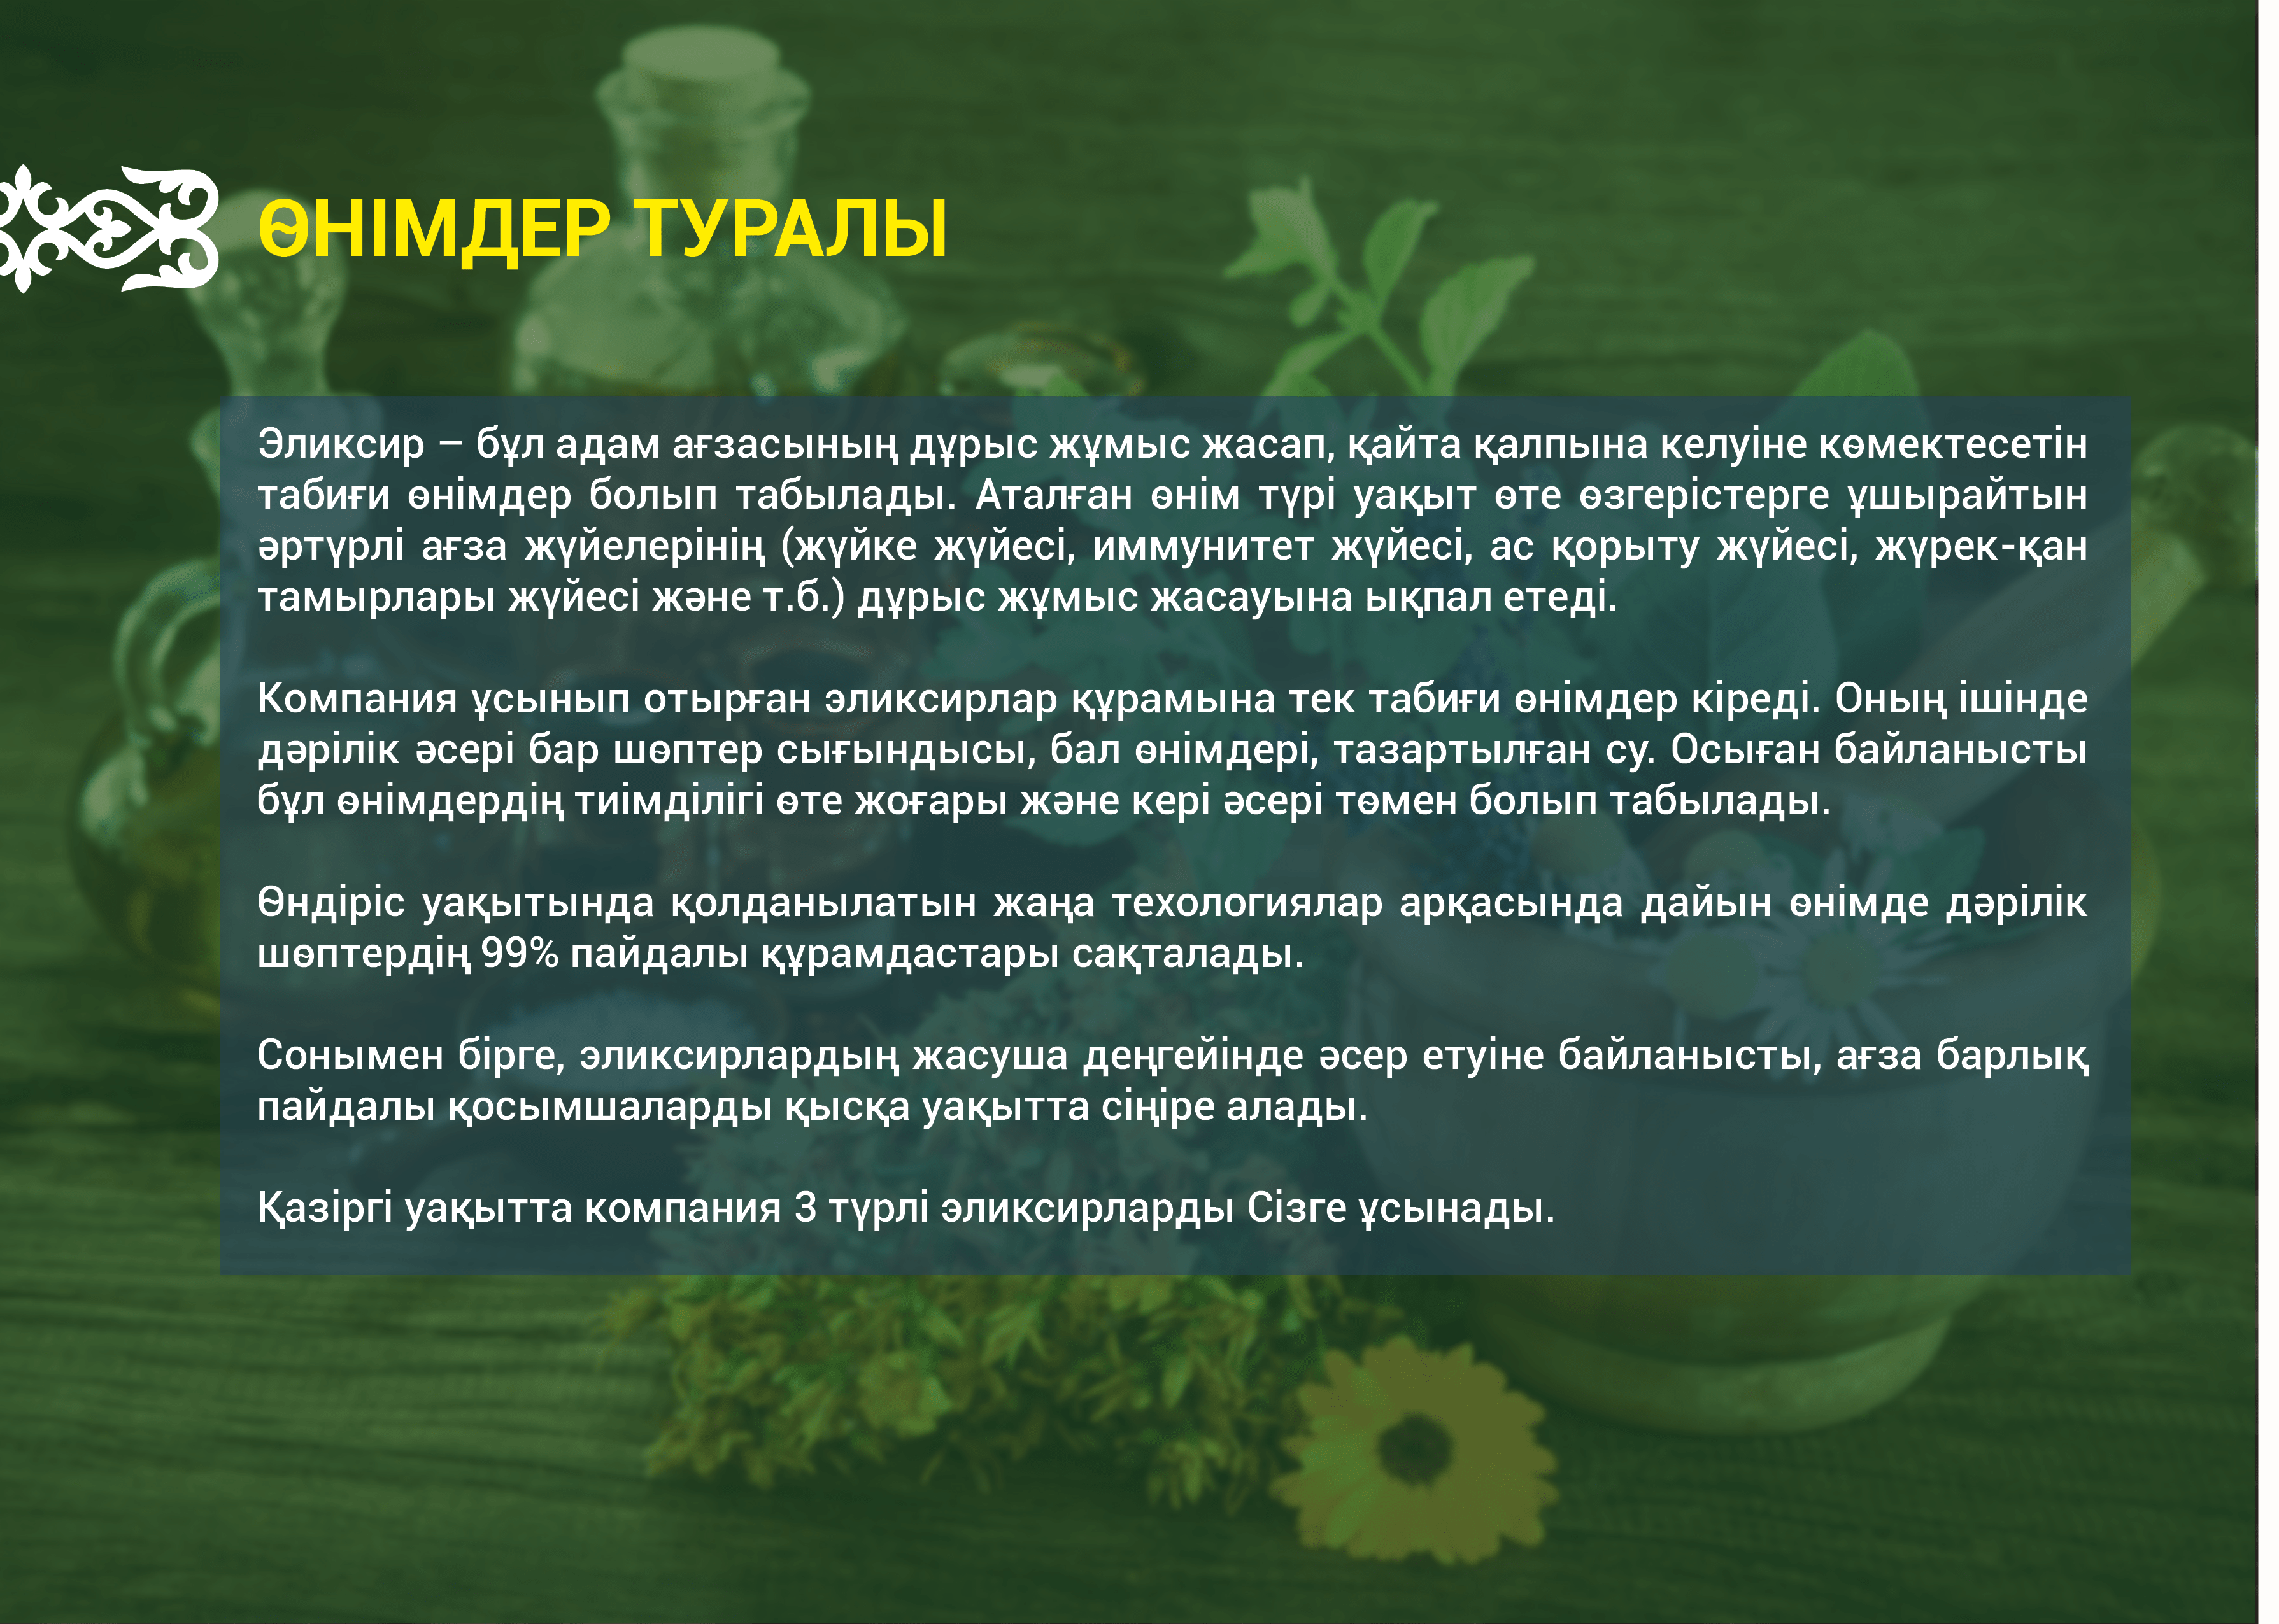 ӨНІМДЕР ТУРАЛЫ
Эликсир – бұл адам ағзасының дұрыс жұмыс жасап, қайта қалпына келуіне көмектесетін
табиғи өнімдер болып табылады. Аталған өнім түрі уақыт өте өзгерістерге ұшырайтын
әртүрлі ағза жүйелерінің (жүйке жүйесі, иммунитет жүйесі, ас қорыту жүйесі, жүрек-қан
тамырлары жүйесі және т.б.) дұрыс жұмыс жасауына ықпал етеді.
Компания ұсынып отырған эликсирлар құрамына тек табиғи өнімдер кіреді. Оның ішінде
дәрілік әсері бар шөптер сығындысы, бал өнімдері, тазартылған су. Осыған байланысты
бұл өнімдердің тиімділігі өте жоғары және кері әсері төмен болып табылады.
Өндіріс уақытында қолданылатын жаңа техологиялар арқасында дайын өнімде дәрілік
шөптердің 99% пайдалы құрамдастары сақталады.
Сонымен бірге, эликсирлардың жасуша деңгейінде әсер етуіне байланысты, ағза барлық
пайдалы қосымшаларды қысқа уақытта сіңіре алады.
Қазіргі уақытта компания 3 түрлі эликсирларды Сізге ұсынады.